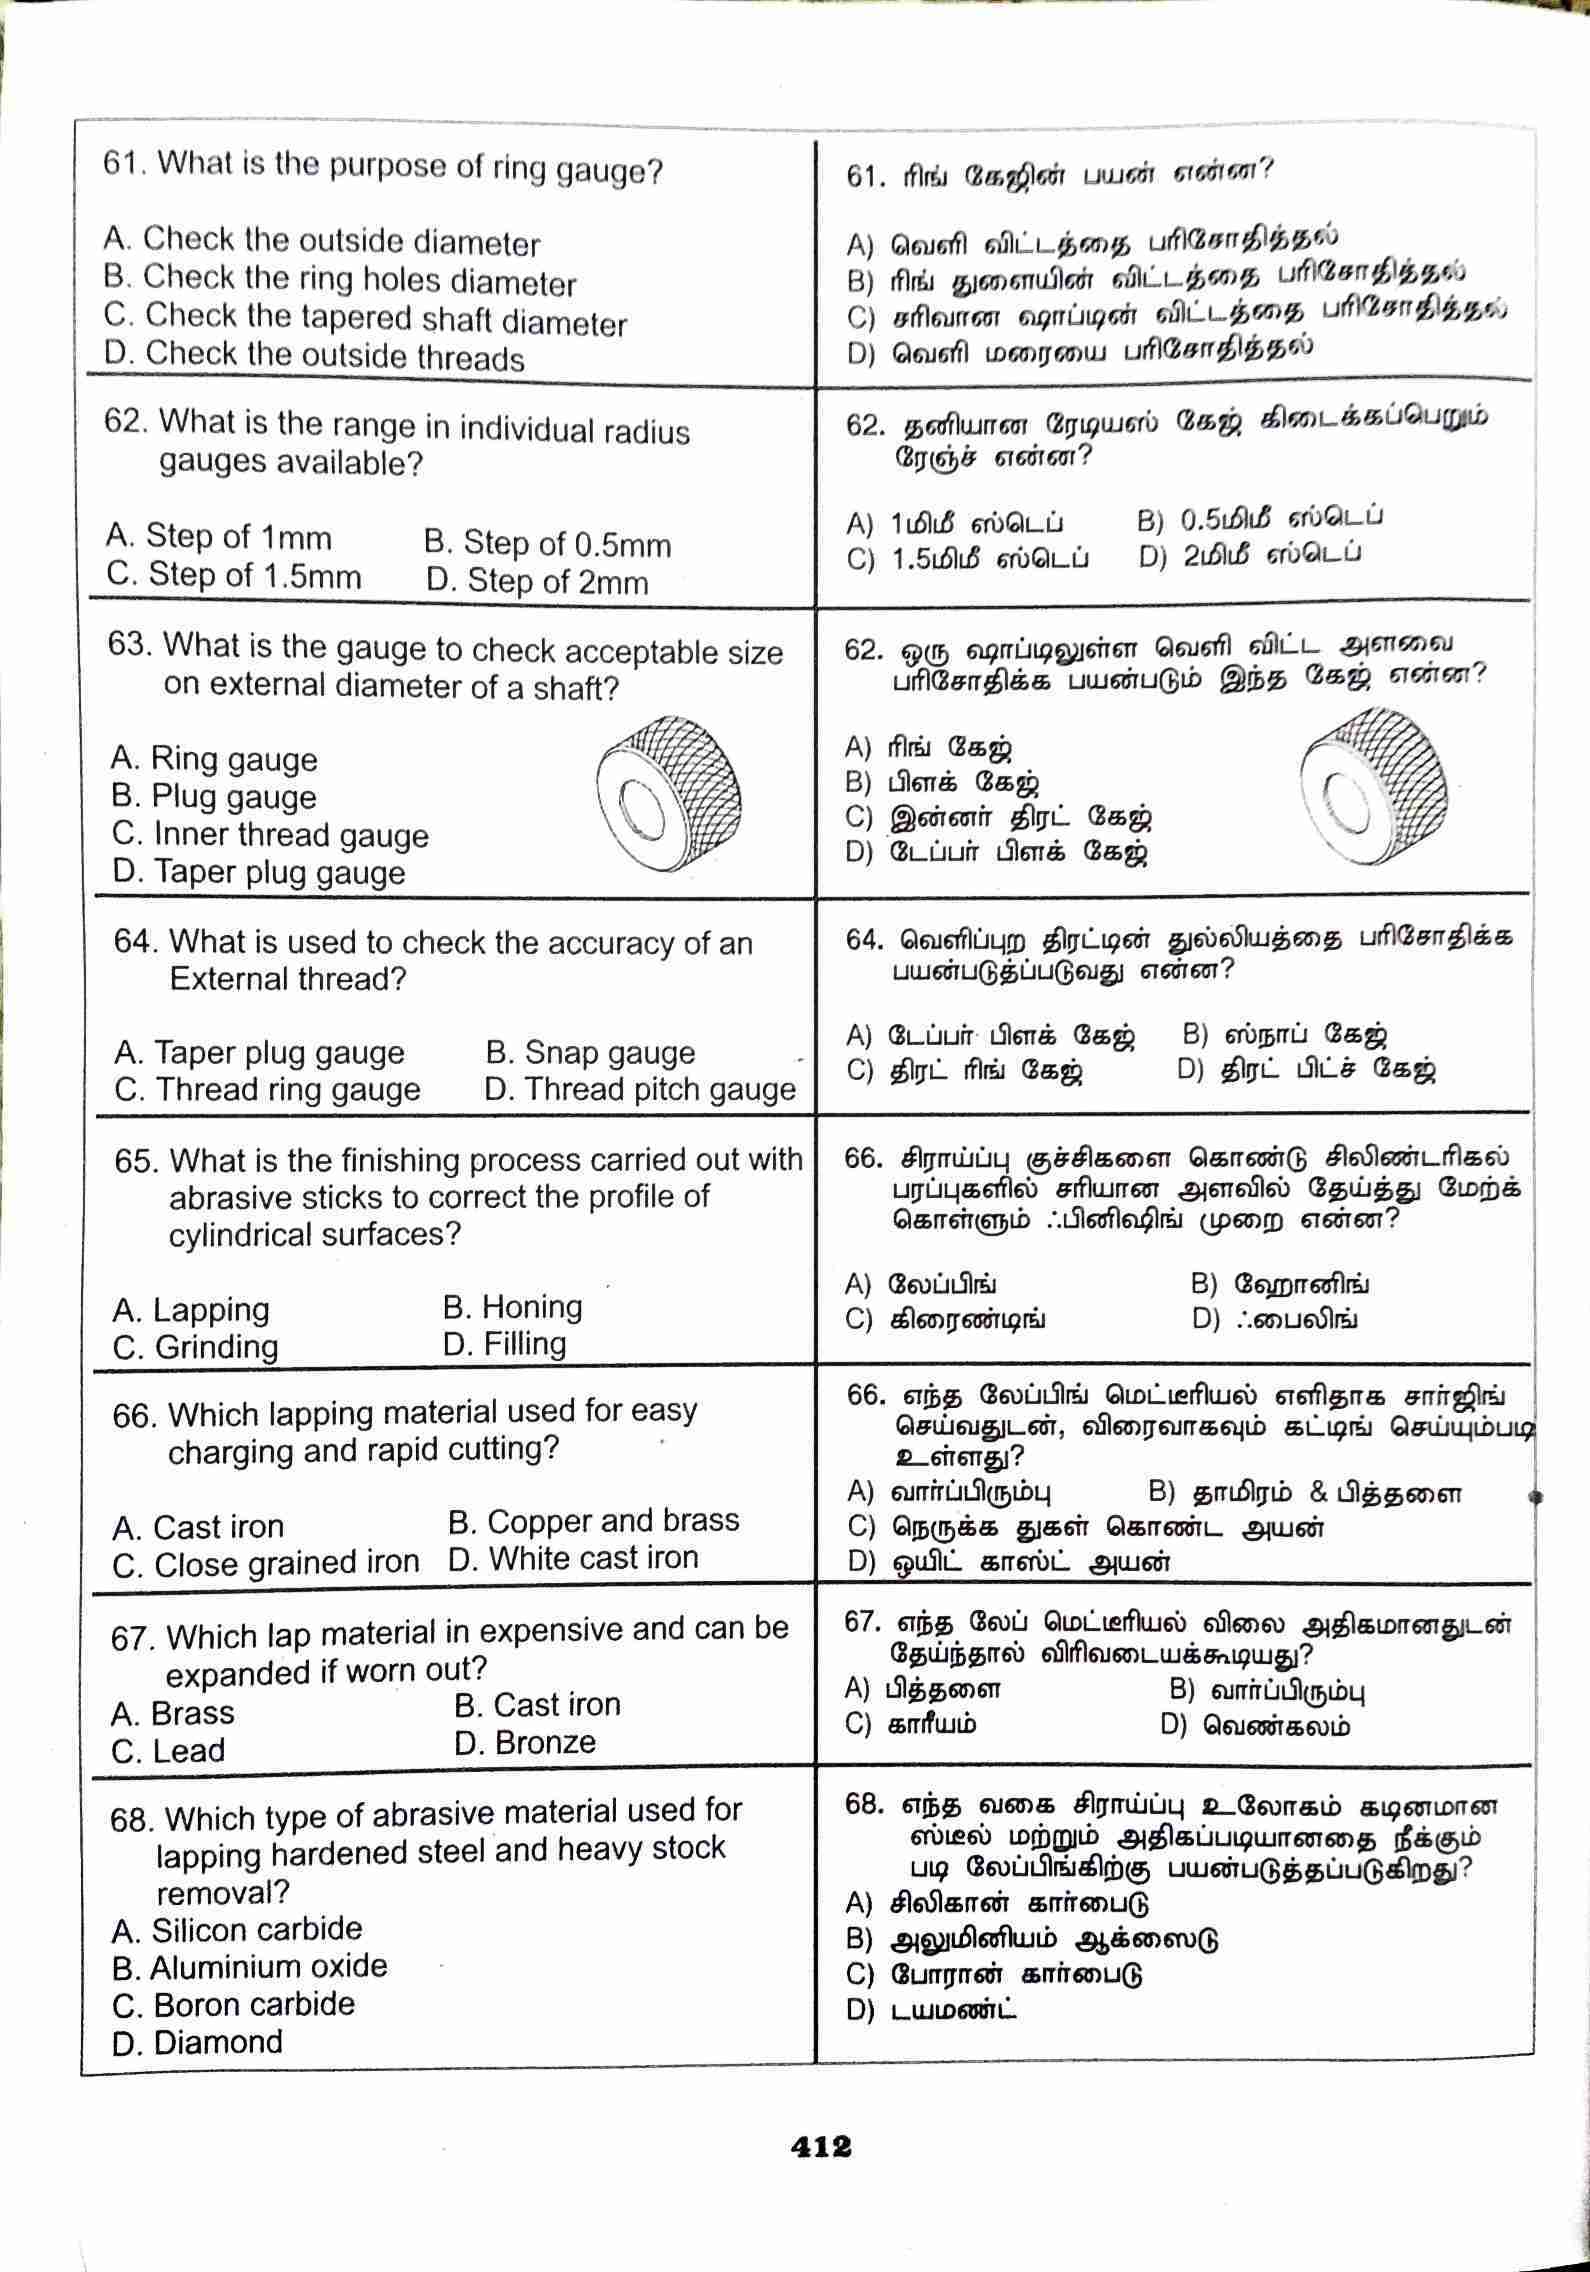 61. What is the purpose of ring gauge?
A. Check the outside diameter
B. Check the ring holes diameter
C. Check the tapered shaft diameter
D. Check the outside threads
61. ரிங் கேஜின் பயன் என்ன?
A) வெளி விட்டத்தை பரிசோதித்தல்
B) ரிங் துளையின் விட்டத்தை பரிசோதித்தல்
C) சரிவான ஷாப்டின் விட்டத்தை பரிசோதித்தல்
D) வெளி மரையை பரிசோதித்தல்
62. What is the range in individual radius
gauges available?
A. Step of 1mm B. Step of 0.5mm
C. Step of 1.5mm D. Step of 2mm
62. தனியான ரேடியஸ் கேஜ் கிடைக்கப்பெறும்
ரேஞ்ச் என்ன?
A) 1மிமீ ஸ்டெப் B) 0.5மிமீ ஸ்டெப்
C) 1.5மிமீ ஸ்டெப் D) 2மிமீ ஸ்டெப்
63. What is the gauge to check acceptable size
on external diameter of a shaft?
A. Ring gauge
B. Plug gauge
C. Inner thread gauge
D. Taper plug gauge
62. ஒரு ஷாப்டிலுள்ள வெளி விட்ட அளவை
பரிசோதிக்க பயன்படும் இந்த கேஜ் என்ன?
A) ரிங் கேஜ்
B) பிளக் கேஜ்
C) இன்னர் திரட் கேஜ்
D) டேப்பர் பிளக் கேஜ்
64. What is used to check the accuracy of an
External thread?
A. Taper plug gauge B. Snap gauge
C. Thread ring gauge D. Thread pitch gauge
64. வெளிப்புற திரட்டின் துல்லியத்தை பரிசோதிக்க
பயன்படுத்ப்படுவது என்ன?
A) டேப்பர் பிளக் கேஜ் B) ஸ்நாப் கேஜ்
C) திரட் ரிங் கேஜ் D) திரட் பிட்ச் கேஜ்
65. What is the finishing process carried out with
abrasive sticks to correct the profile of
cylindrical surfaces?
A. Lapping B. Honing
C. Grinding D. Filling
66. சிராய்ப்பு குச்சிகளை கொண்டு சிலிண்டரிகல்
பரப்புகளில் சரியான அளவில் தேய்த்து மேற்க்
கொள்ளும் ஃபினிஷிங் முறை என்ன?
A) லேப்பிங் B) ஹோனிங்
C) கிரைண்டிங் D) ஃபைலிங்
66. Which lapping material used for easy
charging and rapid cutting?
A. Cast iron B. Copper and brass
C. Close grained iron D. White cast iron
66. எந்த லேப்பிங் மெட்டீரியல் எளிதாக சார்ஜிங்
செய்வதுடன், விரைவாகவும் கட்டிங் செய்யும்படி
உள்ளது?
A) வார்ப்பிரும்பு B) தாமிரம் & பித்தளை
C) நெருக்க துகள் கொண்ட அயன்
D) ஒயிட் காஸ்ட் அயன்
67. Which lap material in expensive and can be
expanded if worn out?
A. Brass B. Cast iron
C. Lead D. Bronze
67. எந்த லேப் மெட்டீரியல் விலை அதிகமானதுடன்
தேய்ந்தால் விரிவடையக்கூடியது?
A) பித்தளை B) வார்ப்பிரும்பு
C) காரீயம் D) வெண்கலம்
68. Which type of abrasive material used for
lapping hardened steel and heavy stock
removal?
A. Silicon carbide
B. Aluminium oxide
C. Boron carbide
D. Diamond
68. எந்த வகை சிராய்ப்பு உலோகம் கடினமான
ஸ்டீல் மற்றும் அதிகப்படியானதை நீக்கும்
படி லேப்பிங்கிற்கு பயன்படுத்தப்படுகிறது?
A) சிலிகான் கார்பைடு
B) அலுமினியம் ஆக்ஸைடு
C) போரான் கார்பைடு
D) டயமண்ட்
412